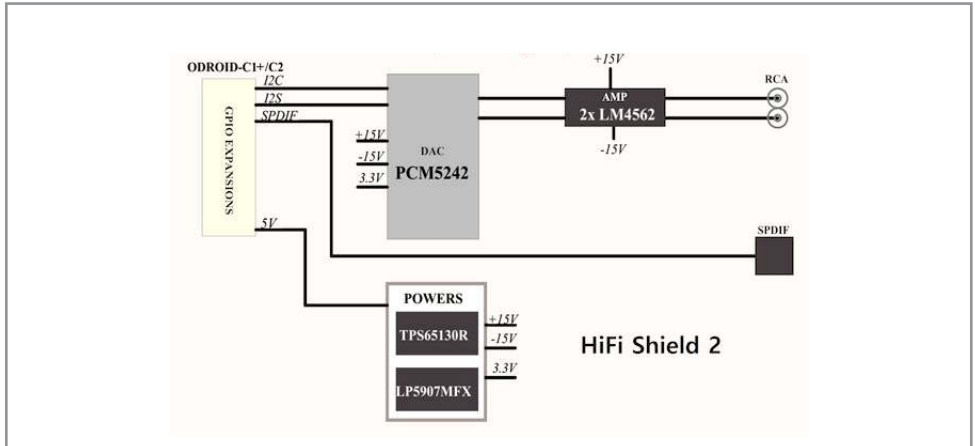 ODROID-C1+/C2
I2C
I2S
SPDIF
GPIO EXPANSIONS
5V
+15V
-15V
3.3V
DAC
PCM5242
+15V
AMP
2x LM4562
-15V
RCA
SPDIF
POWERS
TPS65130R
LP5907MFX
+15V
-15V
3.3V
HiFi Shield 2